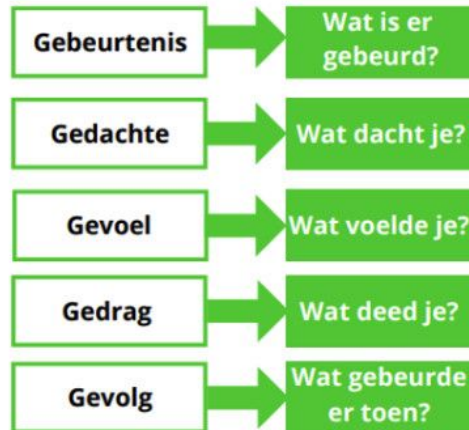 Gebeurtenis
Wat is er
gebeurd?
Gedachte
Wat dacht je?
Gevoel
Wat voelde je?
Gedrag
Wat deed je?
Gevolg
Wat gebeurde
er toen?